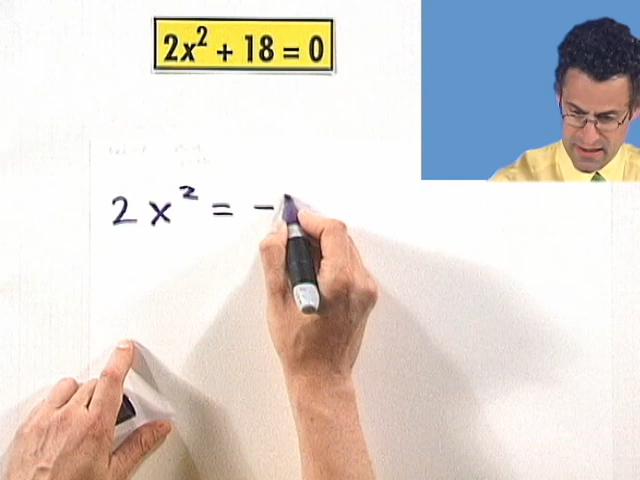 2x² + 18 = 0
2x² = -